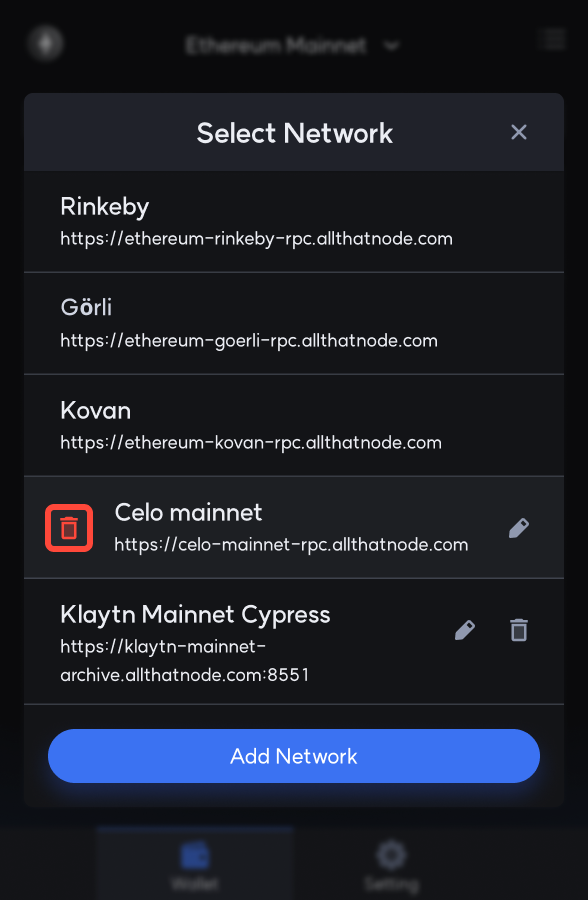 Ethereum Mainnet
Select Network
Rinkeby
https://ethereum-rinkeby-rpc.allthatnode.com
Görli
https://ethereum-goerli-rpc.allthatnode.com
Kovan
https://ethereum-kovan-rpc.allthatnode.com
Celo mainnet
https://celo-mainnet-rpc.allthatnode.com
Klaytn Mainnet Cypress
https://klaytn-mainnet-
archive.allthatnode.com:8551
Add Network
Wallet
Setting